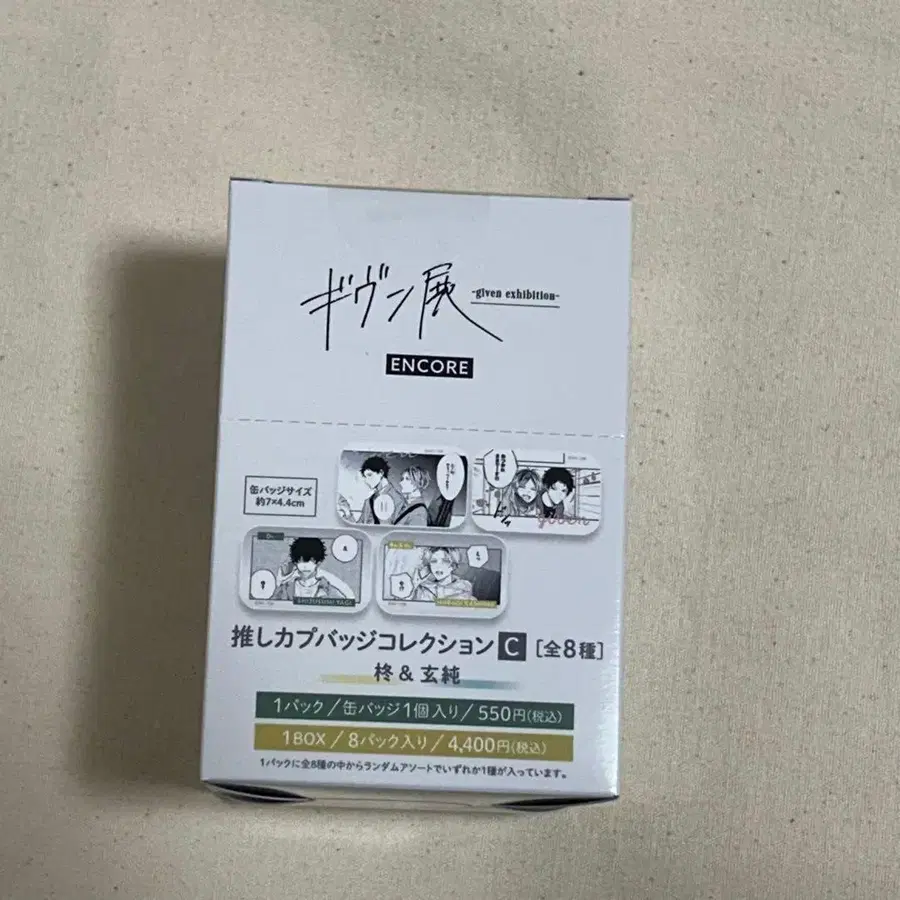 ギヴン展
-given exhibition-
ENCORE
缶バッジサイズ
約7×4.4cm
given
SHIZUSUMI YAGI
推しカプバッジコレクション C [全8種]
柊 & 玄純
1パック/缶バッジ1個入り/550円(税込)
1BOX/8パック入り/4,400円(税込)
1パックに全8種の中からランダムアソートでいずれか1種が入っています。